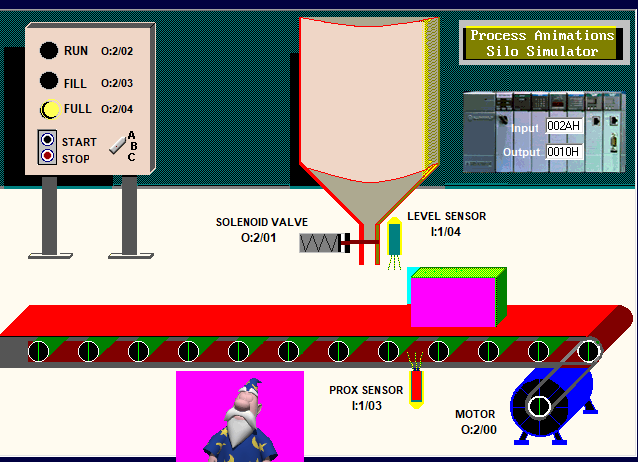 Process Animations
Silo Simulator
RUN O:2/02
FILL O:2/03
FULL O:2/04
START
STOP
A
B
C
Input 002AH
Output 0010H
SOLENOID VALVE
O:2/01
LEVEL SENSOR
I:1/04
PROX SENSOR
I:1/03
MOTOR
O:2/00